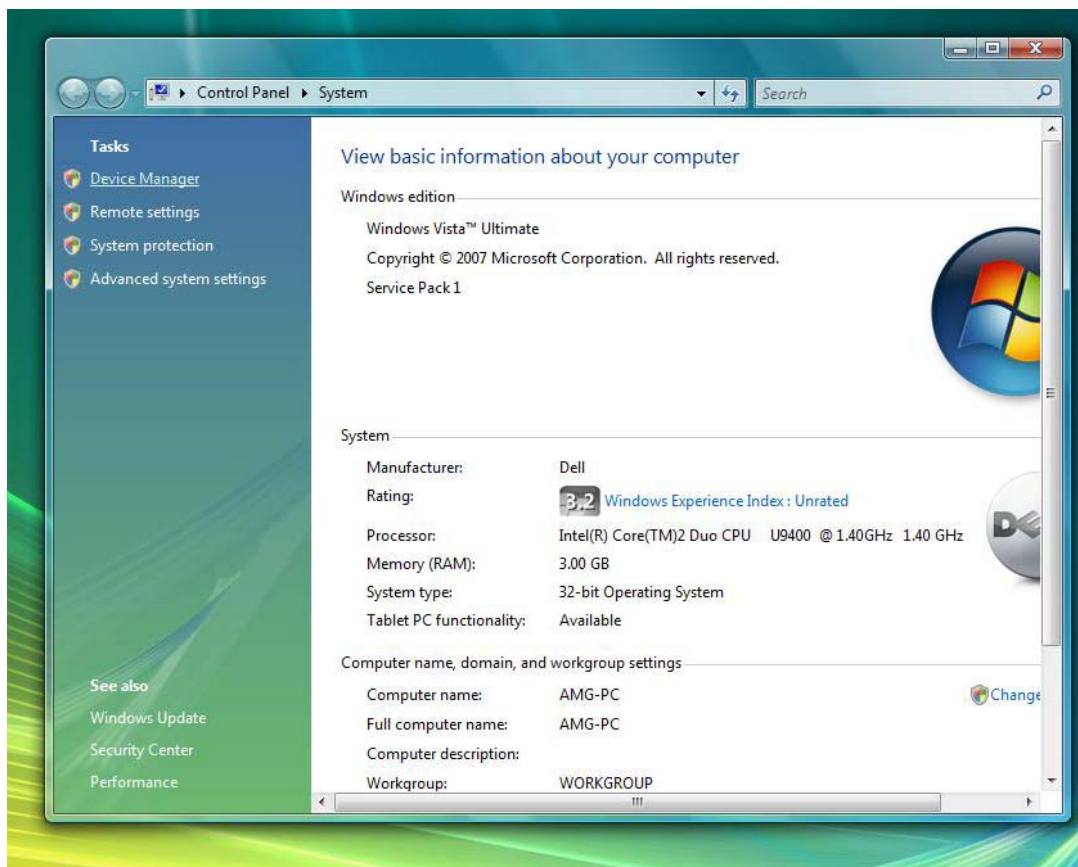 Control Panel ▸ System
Search
Tasks
Device Manager
Remote settings
System protection
Advanced system settings
See also
Windows Update
Security Center
Performance
View basic information about your computer
Windows edition
Windows Vista™ Ultimate
Copyright © 2007 Microsoft Corporation. All rights reserved.
Service Pack 1
System
Manufacturer: Dell
Rating: 3.2 Windows Experience Index : Unrated
Processor: Intel(R) Core(TM)2 Duo CPU U9400 @ 1.40GHz 1.40 GHz
Memory (RAM): 3.00 GB
System type: 32-bit Operating System
Tablet PC functionality: Available
Computer name, domain, and workgroup settings
Computer name: AMG-PC
Change
Full computer name: AMG-PC
Computer description:
Workgroup: WORKGROUP